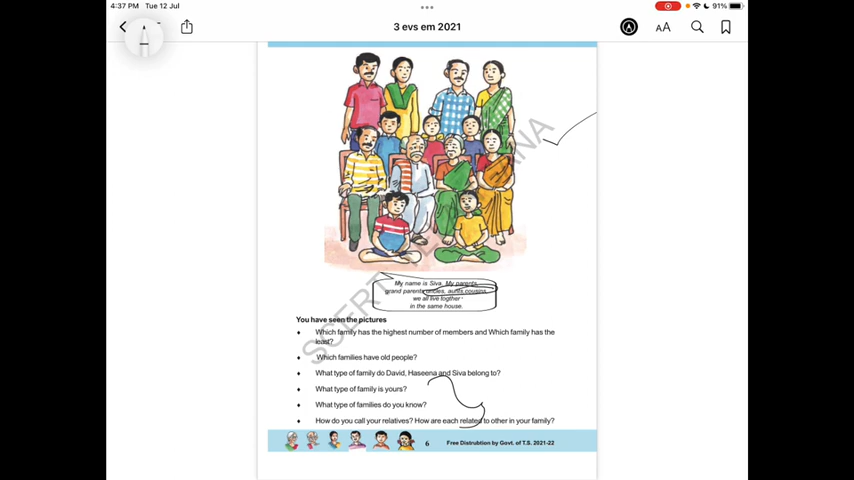 4:37 PM Tue 12 Jul
91%
3 evs em 2021
AA
SCERT TELANGANA
My name is Siva. My parents,
grand parents uncles, aunts cousins,
we all live togther
in the same house.
You have seen the pictures
Which family has the highest number of members and Which family has the
least?
Which families have old people?
What type of family do David, Haseena and Siva belong to?
What type of family is yours?
What type of families do you know?
How do you call your relatives? How are each related to other in your family?
6 Free Distrubtion by Govt. of T.S. 2021-22